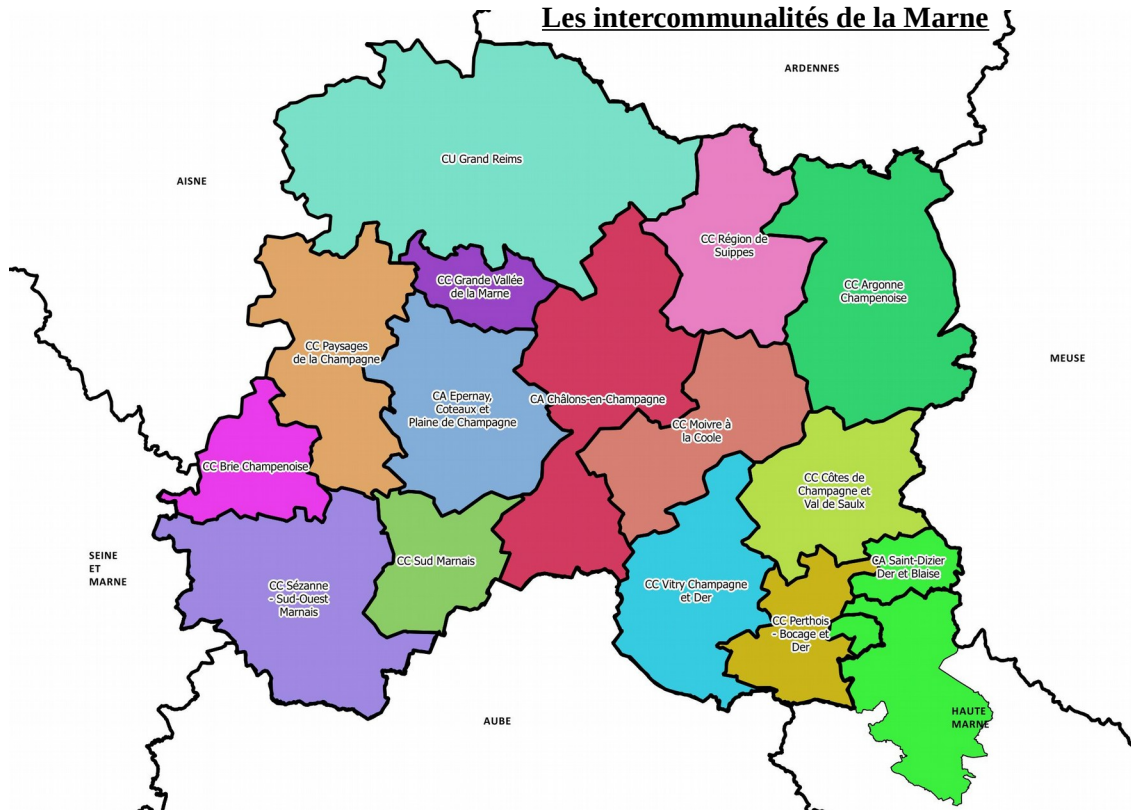 Les intercommunalités de la Marne
ARDENNES
CU Grand Reims
AISNE
CC Région de
Suippes
CC Grande Vallée
de la Marne
CC Argonne
Champenoise
CC Paysages
de la Champagne
MEUSE
CA Epernay,
Coteaux et
Plaine de Champagne
CA Châlons-en-Champagne
CC Moivre à
la Coole
CC Brie Champenoise
CC Côtes de
Champagne et
Val de Saulx
SEINE
ET
MARNE
CC Sud Marnais
CA Saint-Dizier
Der et Blaise
CC Sézanne
- Sud-Ouest
Marnais
CC Vitry Champagne
et Der
CC Perthois
- Bocage et
Der
HAUTE
MARNE
AUBE